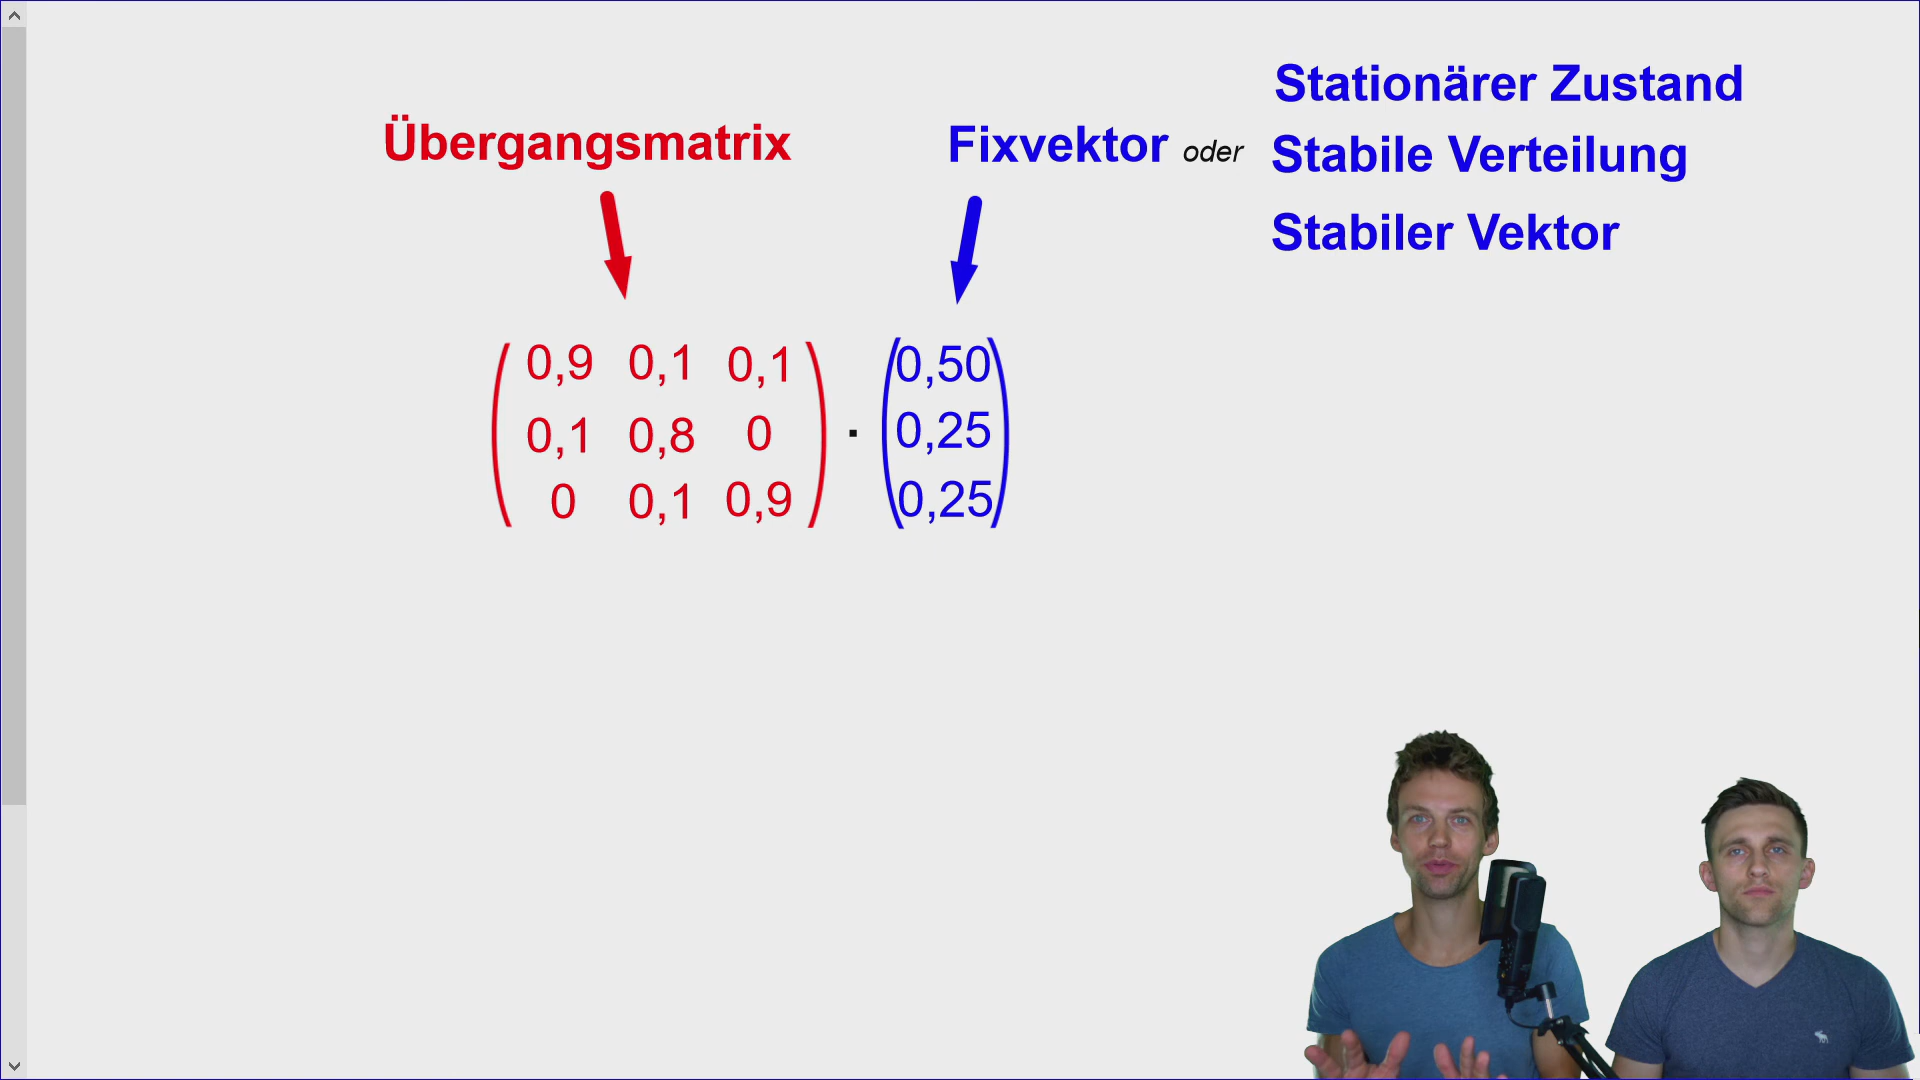 Stationärer Zustand
Übergangsmatrix
Fixvektor oder Stabile Verteilung
Stabiler Vektor
0,9 0,1 0,1 0,50
0,1 0,8 0 · 0,25
0 0,1 0,9 0,25